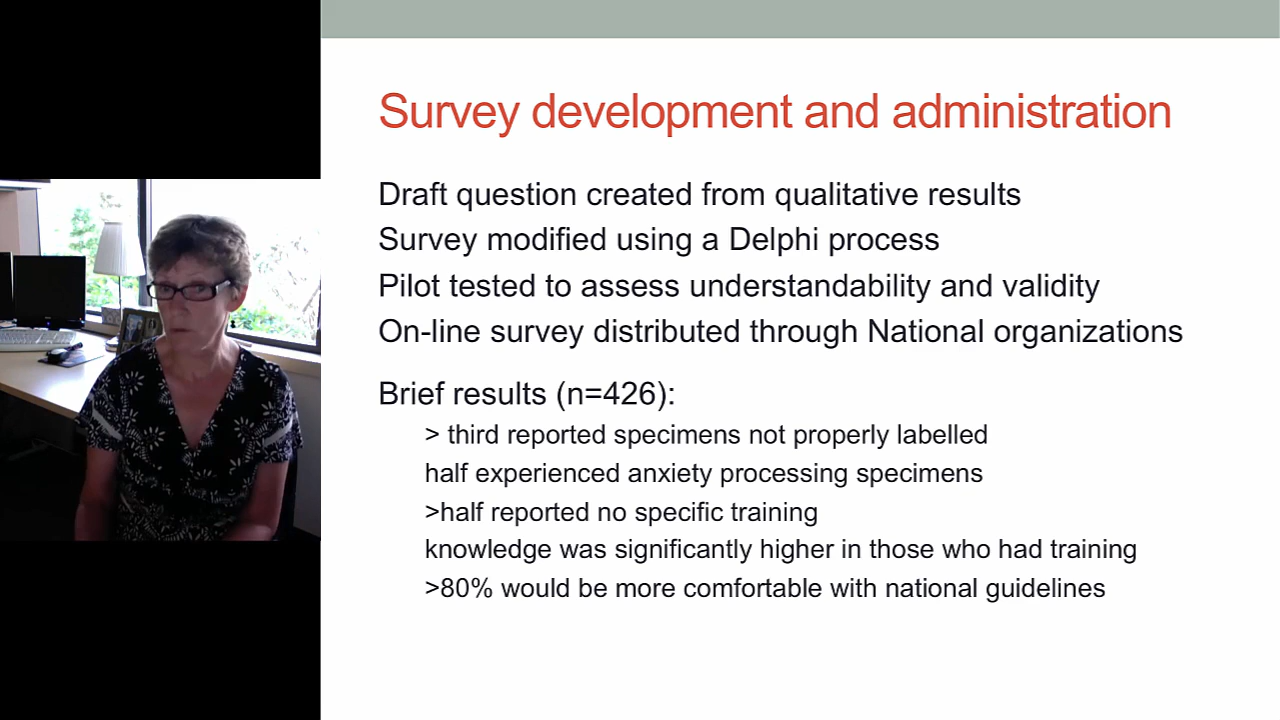 Survey development and administration
Draft question created from qualitative results
Survey modified using a Delphi process
Pilot tested to assess understandability and validity
On-line survey distributed through National organizations
Brief results (n=426):
> third reported specimens not properly labelled
half experienced anxiety processing specimens
>half reported no specific training
knowledge was significantly higher in those who had training
>80% would be more comfortable with national guidelines